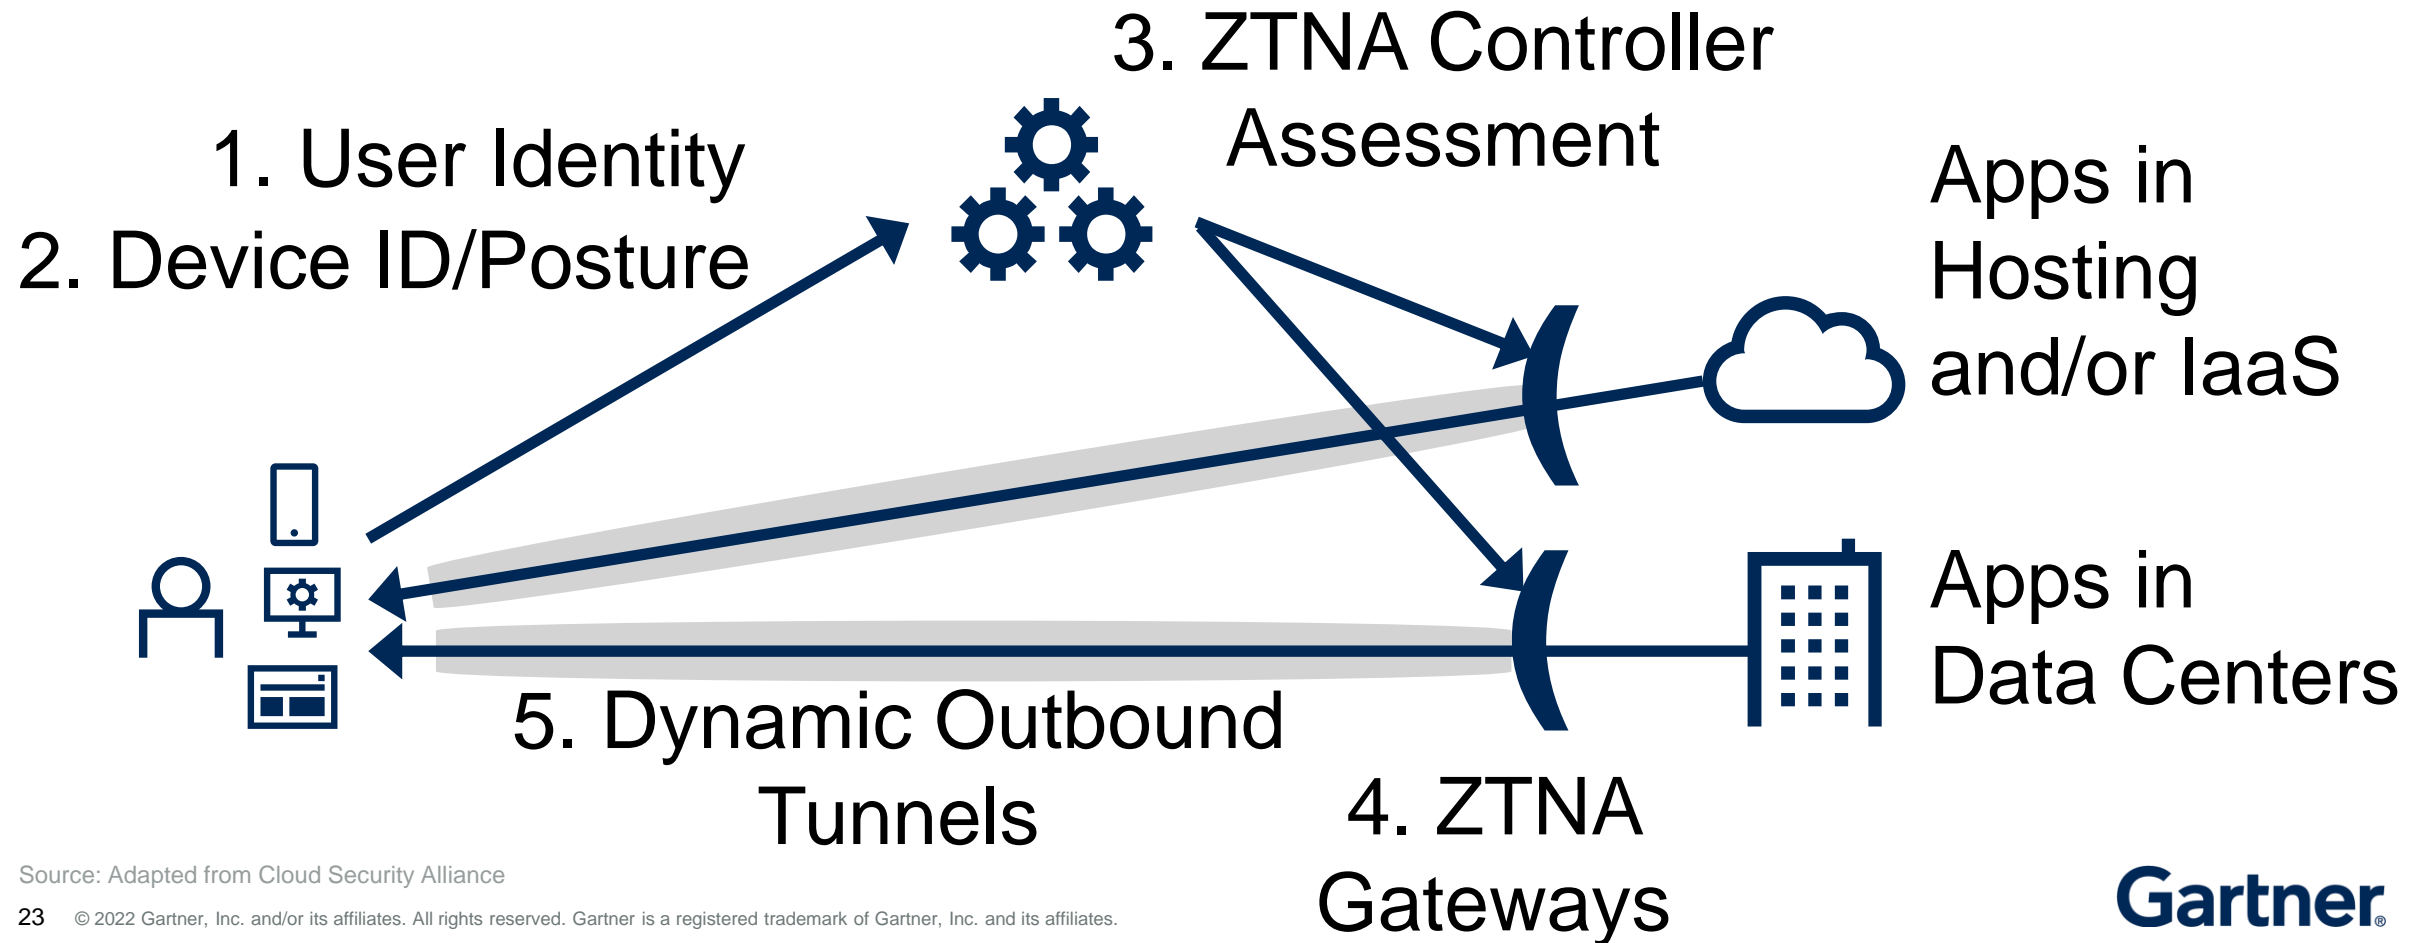 3. ZTNA Controller
Assessment
1. User Identity
2. Device ID/Posture
Apps in
Hosting
and/or IaaS
Apps in
Data Centers
5. Dynamic Outbound
Tunnels
4. ZTNA
Gateways
Source: Adapted from Cloud Security Alliance
23 © 2022 Gartner, Inc. and/or its affiliates. All rights reserved. Gartner is a registered trademark of Gartner, Inc. and its affiliates.
Gartner®